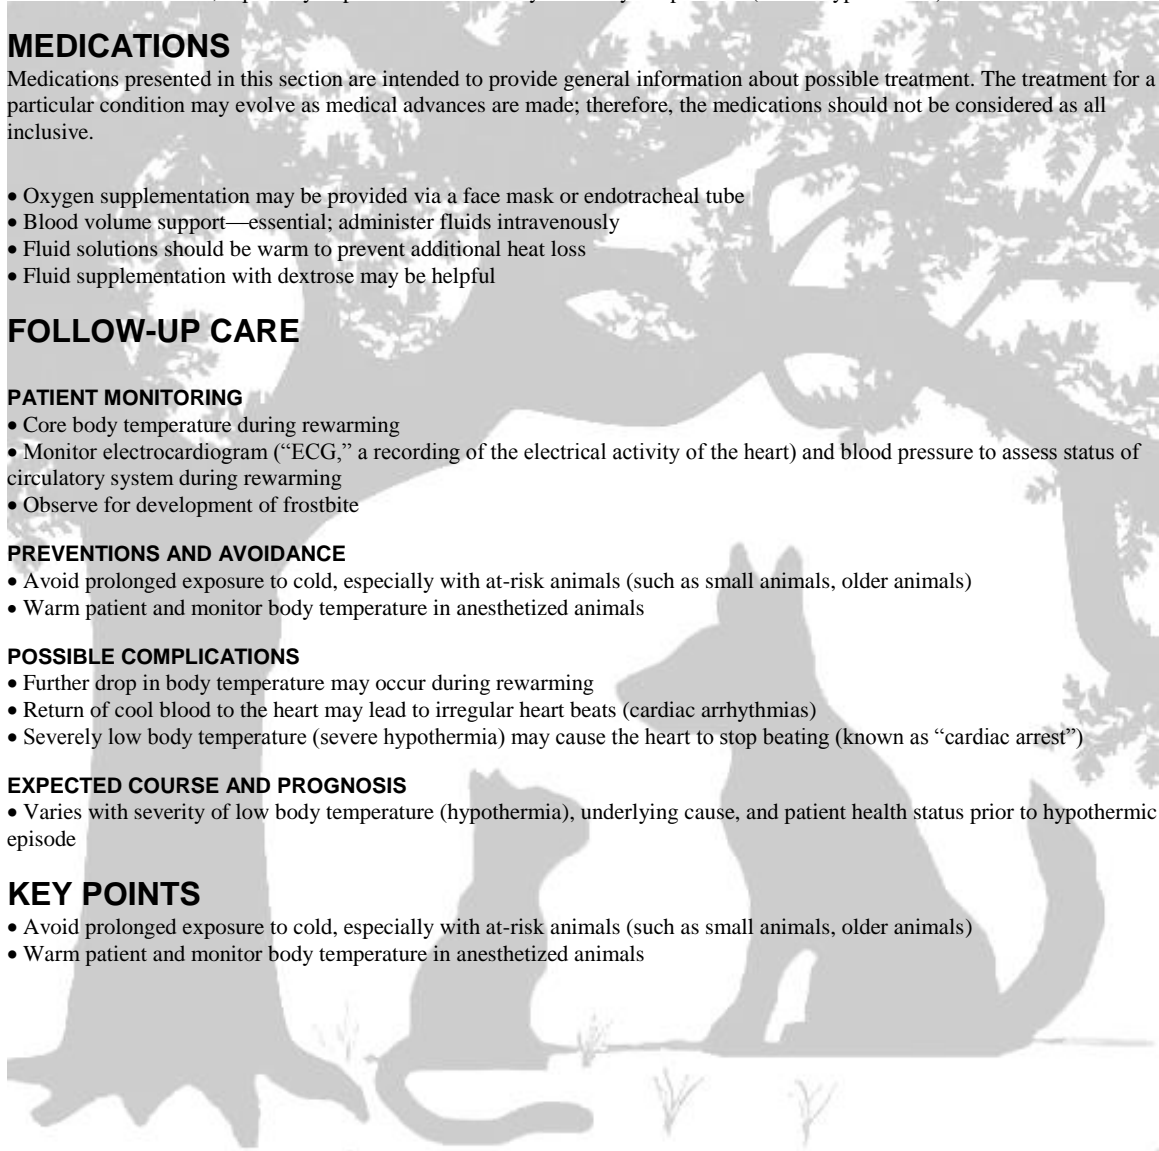 MEDICATIONS
Medications presented in this section are intended to provide general information about possible treatment. The treatment for a
particular condition may evolve as medical advances are made; therefore, the medications should not be considered as all
inclusive.
• Oxygen supplementation may be provided via a face mask or endotracheal tube
• Blood volume support—essential; administer fluids intravenously
• Fluid solutions should be warm to prevent additional heat loss
• Fluid supplementation with dextrose may be helpful
FOLLOW-UP CARE
PATIENT MONITORING
• Core body temperature during rewarming
• Monitor electrocardiogram (“ECG,” a recording of the electrical activity of the heart) and blood pressure to assess status of
circulatory system during rewarming
• Observe for development of frostbite
PREVENTIONS AND AVOIDANCE
• Avoid prolonged exposure to cold, especially with at-risk animals (such as small animals, older animals)
• Warm patient and monitor body temperature in anesthetized animals
POSSIBLE COMPLICATIONS
• Further drop in body temperature may occur during rewarming
• Return of cool blood to the heart may lead to irregular heart beats (cardiac arrhythmias)
• Severely low body temperature (severe hypothermia) may cause the heart to stop beating (known as “cardiac arrest”)
EXPECTED COURSE AND PROGNOSIS
• Varies with severity of low body temperature (hypothermia), underlying cause, and patient health status prior to hypothermic
episode
KEY POINTS
• Avoid prolonged exposure to cold, especially with at-risk animals (such as small animals, older animals)
• Warm patient and monitor body temperature in anesthetized animals